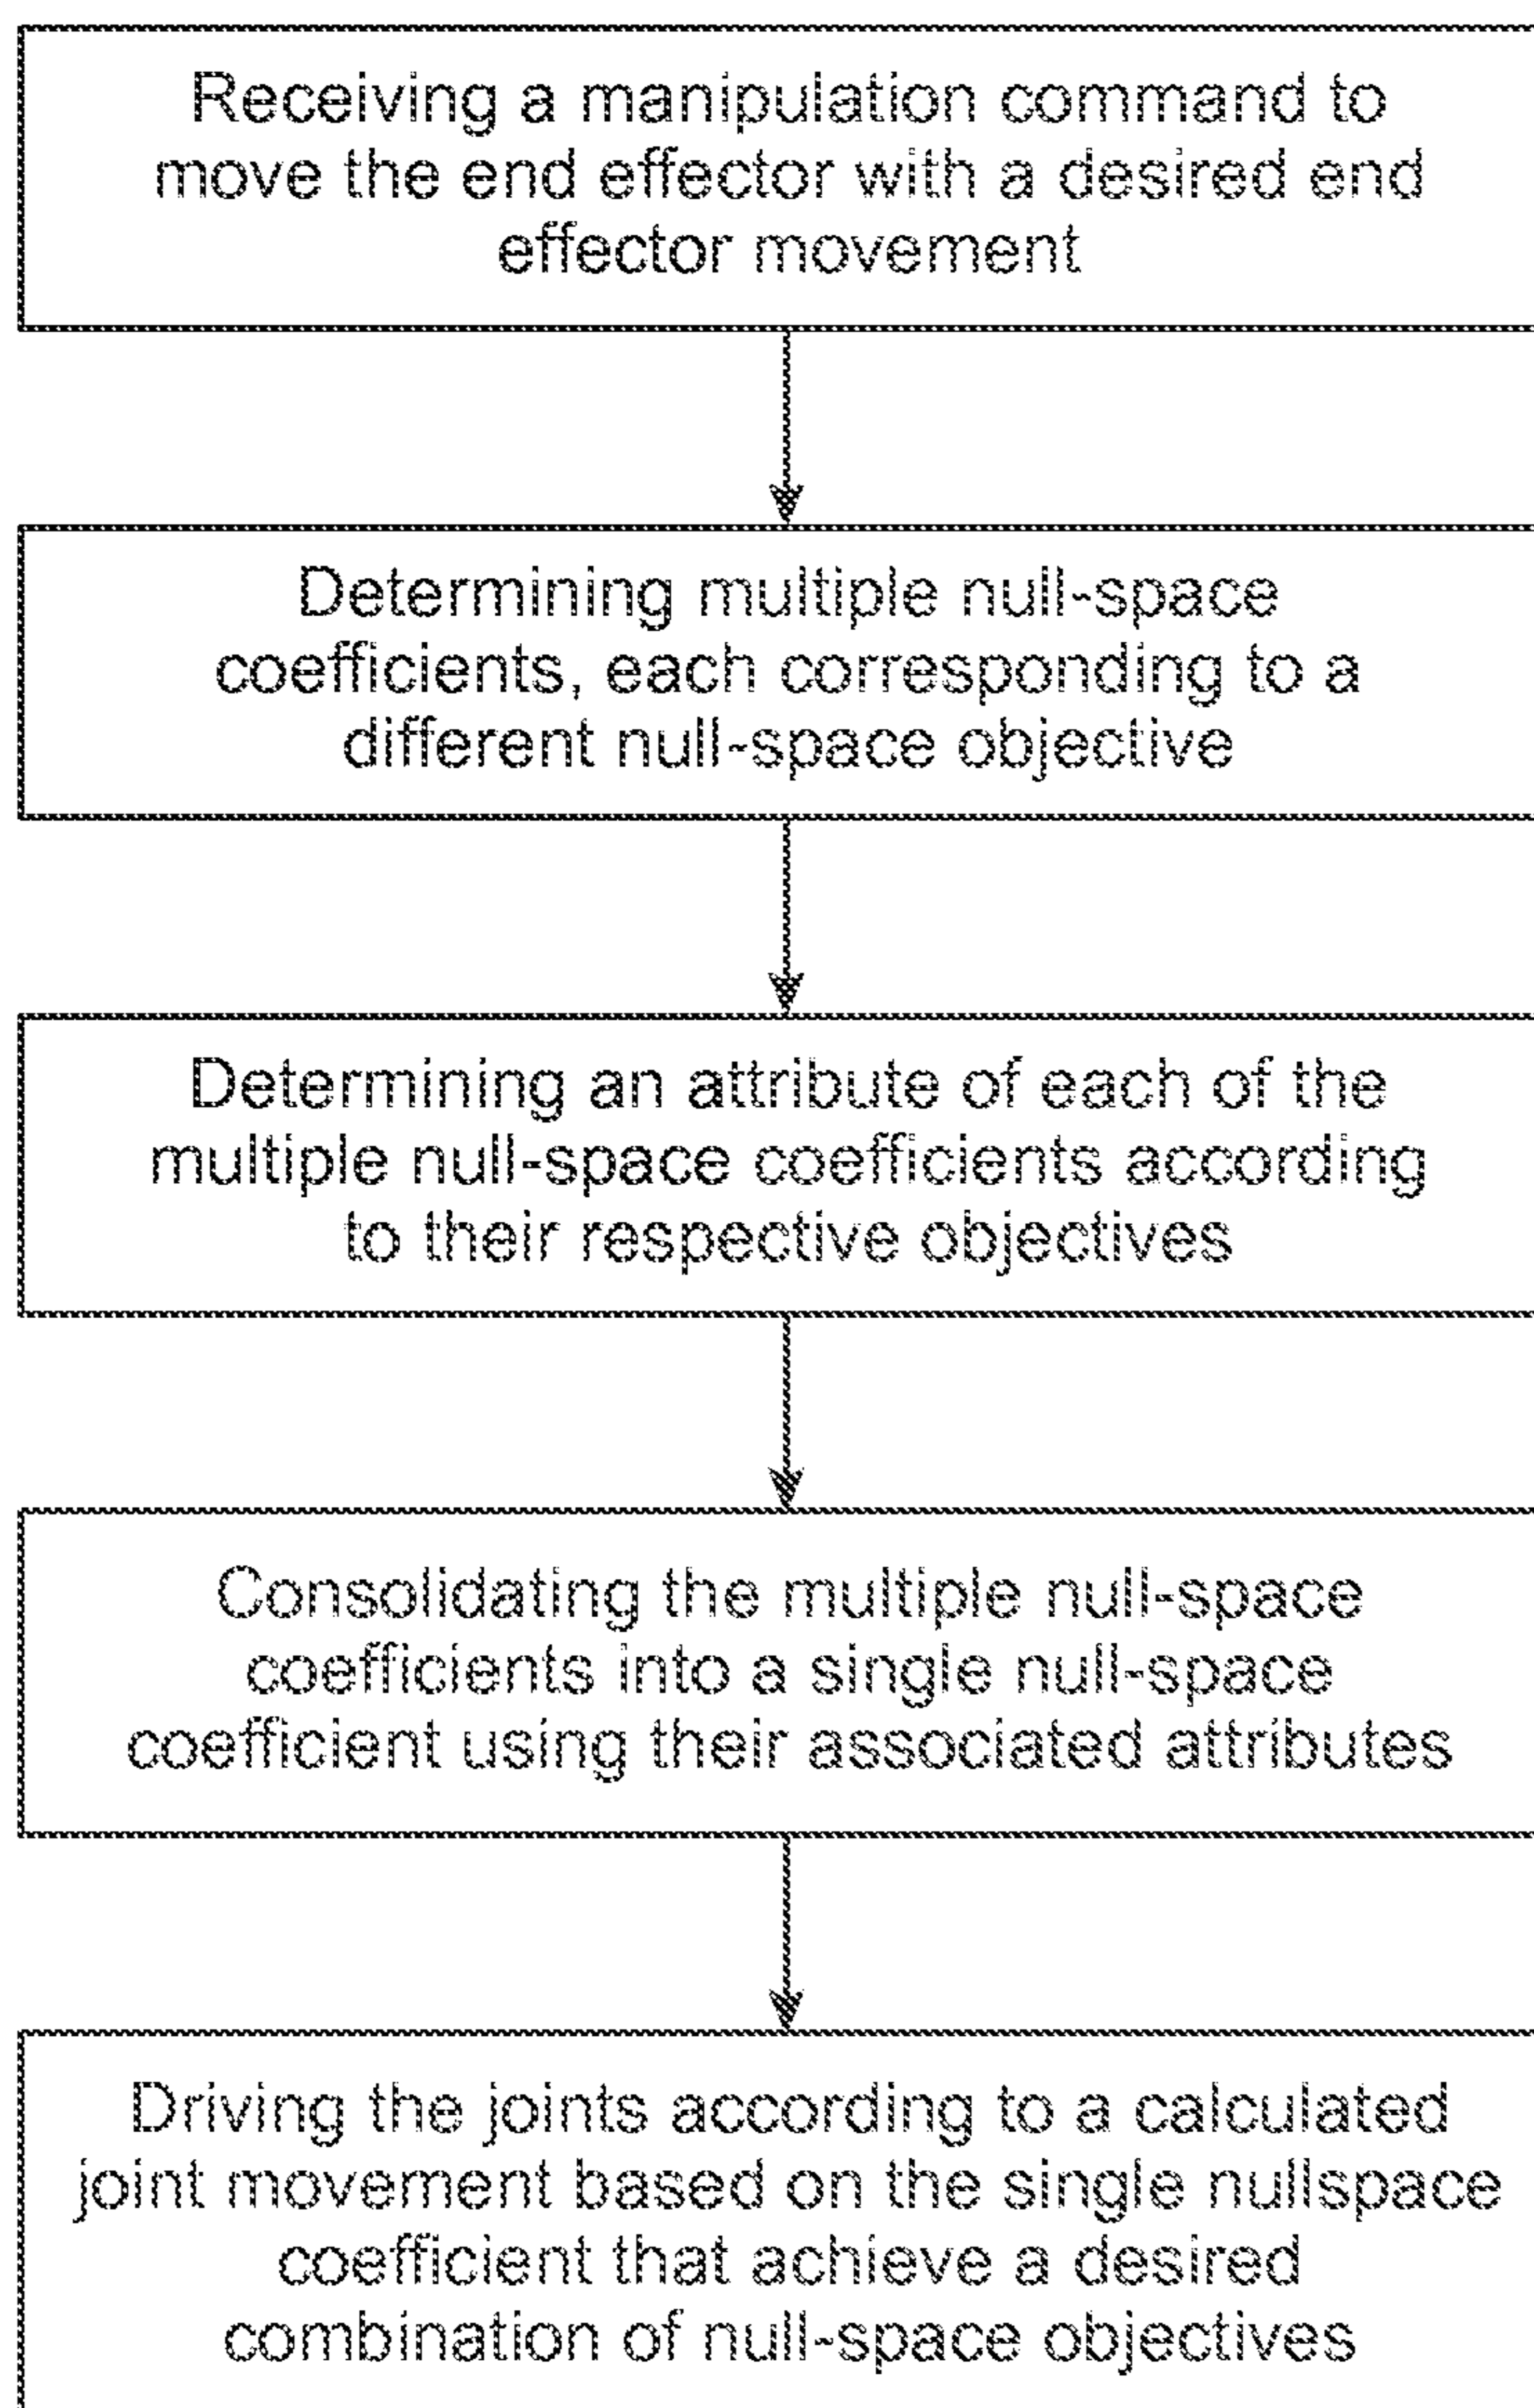 Receiving a manipulation command to
move the end effector with a desired end
effector movement
Determining multiple null-space
coefficients, each corresponding to a
different null-space objective
Determining an attribute of each of the
multiple null-space coefficients according
to their respective objectives
Consolidating the multiple null-space
coefficients into a single null-space
coefficient using their associated attributes
Driving the joints according to a calculated
joint movement based on the single nullspace
coefficient that achieve a desired
combination of null-space objectives